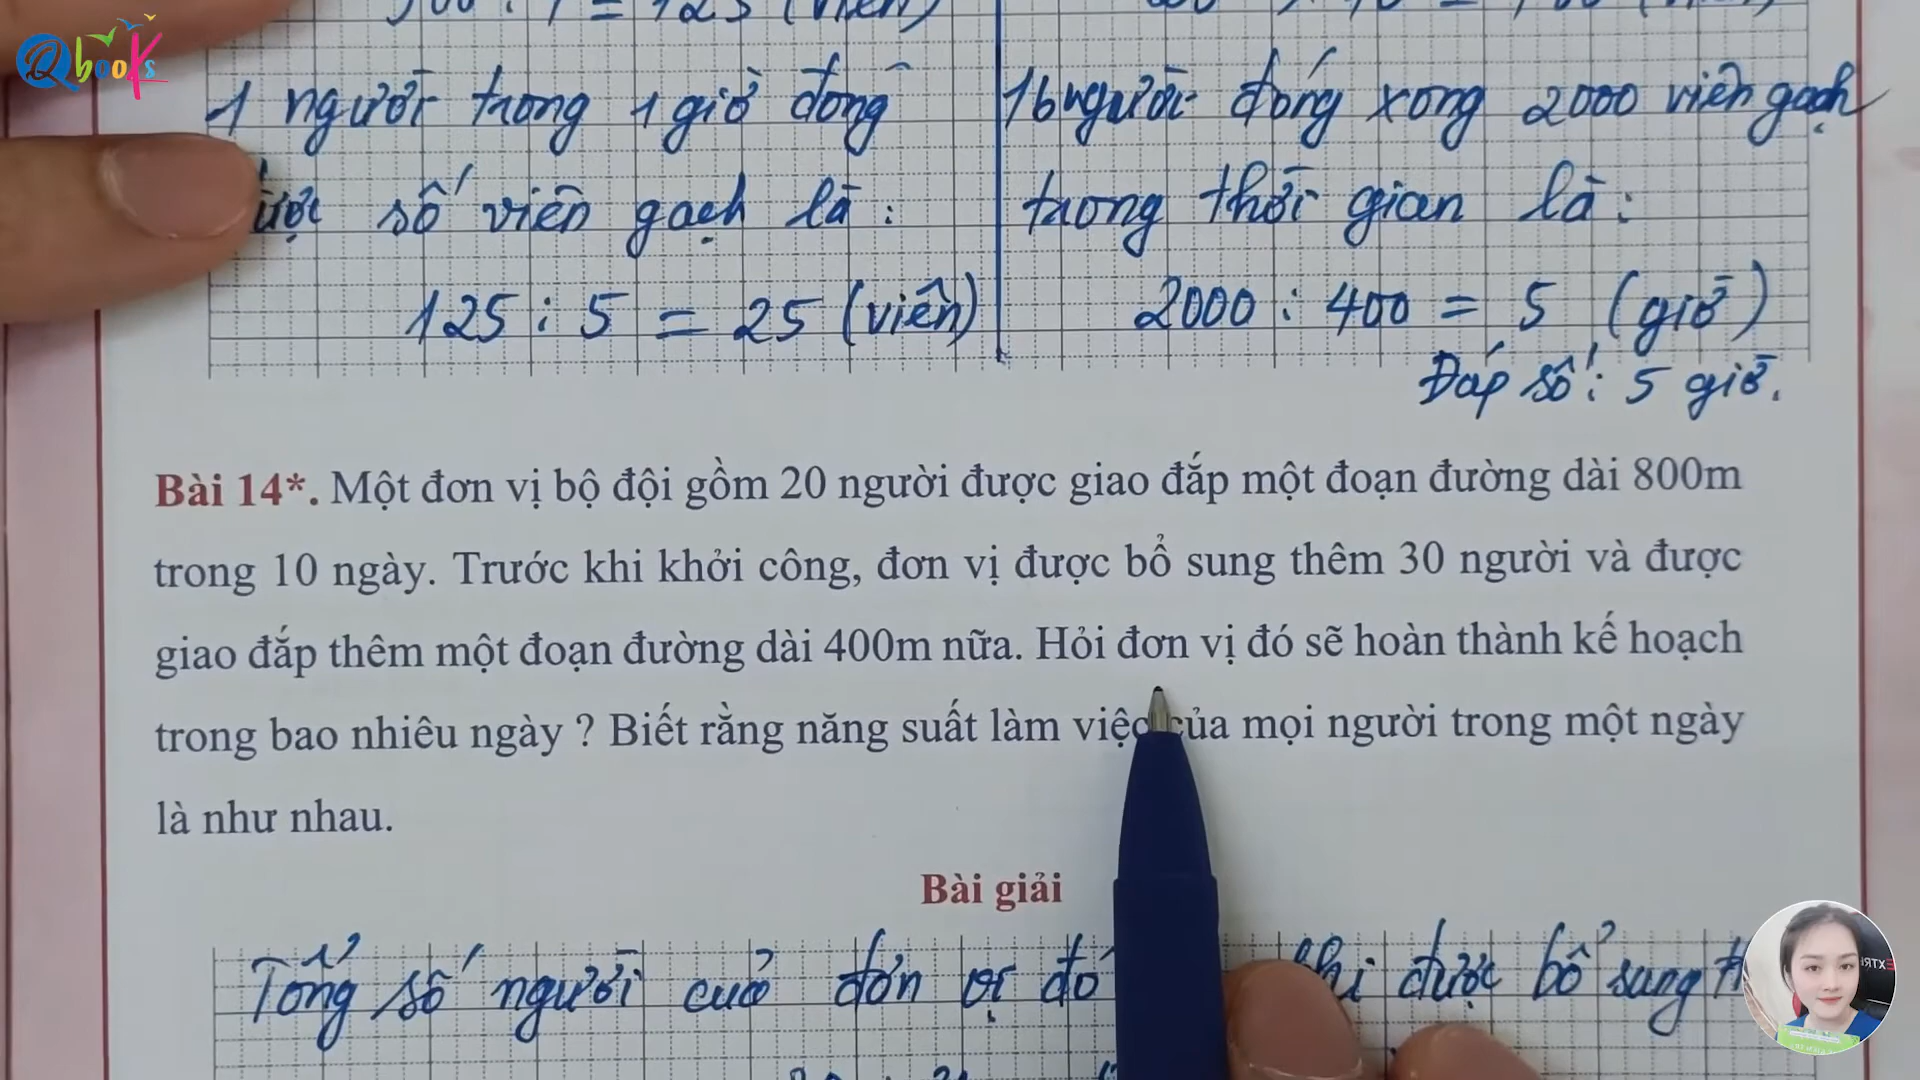 Qbooks
1 người trong 1 giờ đóng
được số viên gạch là :
125 : 5 = 25 (viên)
16 người đóng xong 2000 viên gạch
trong thời gian là :
2000 : 400 = 5 (giờ)
Đáp số : 5 giờ.
Bài 14*. Một đơn vị bộ đội gồm 20 người được giao đắp một đoạn đường dài 800m
trong 10 ngày. Trước khi khởi công, đơn vị được bổ sung thêm 30 người và được
giao đắp thêm một đoạn đường dài 400m nữa. Hỏi đơn vị đó sẽ hoàn thành kế hoạch
trong bao nhiêu ngày ? Biết rằng năng suất làm việc của mọi người trong một ngày
là như nhau.
Bài giải
Tổng số người của đơn vị đó khi được bổ sung